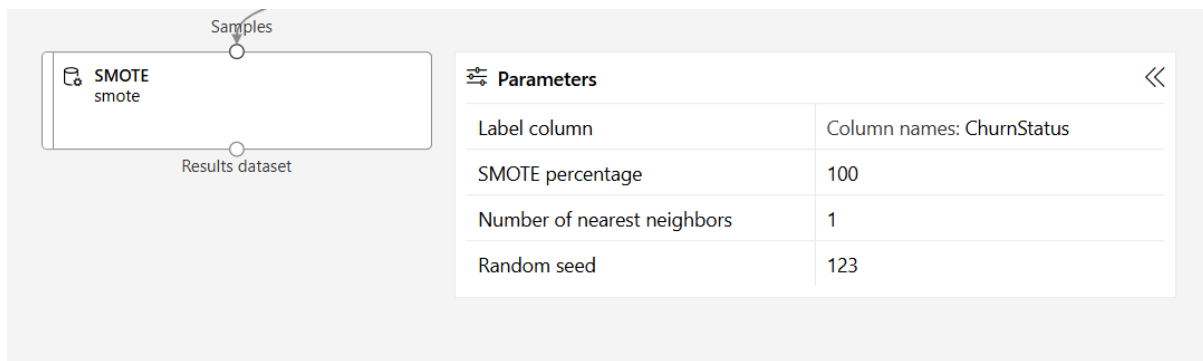 Samples
SMOTE
smote
Results dataset
Parameters
Label column Column names: ChurnStatus
SMOTE percentage 100
Number of nearest neighbors 1
Random seed 123